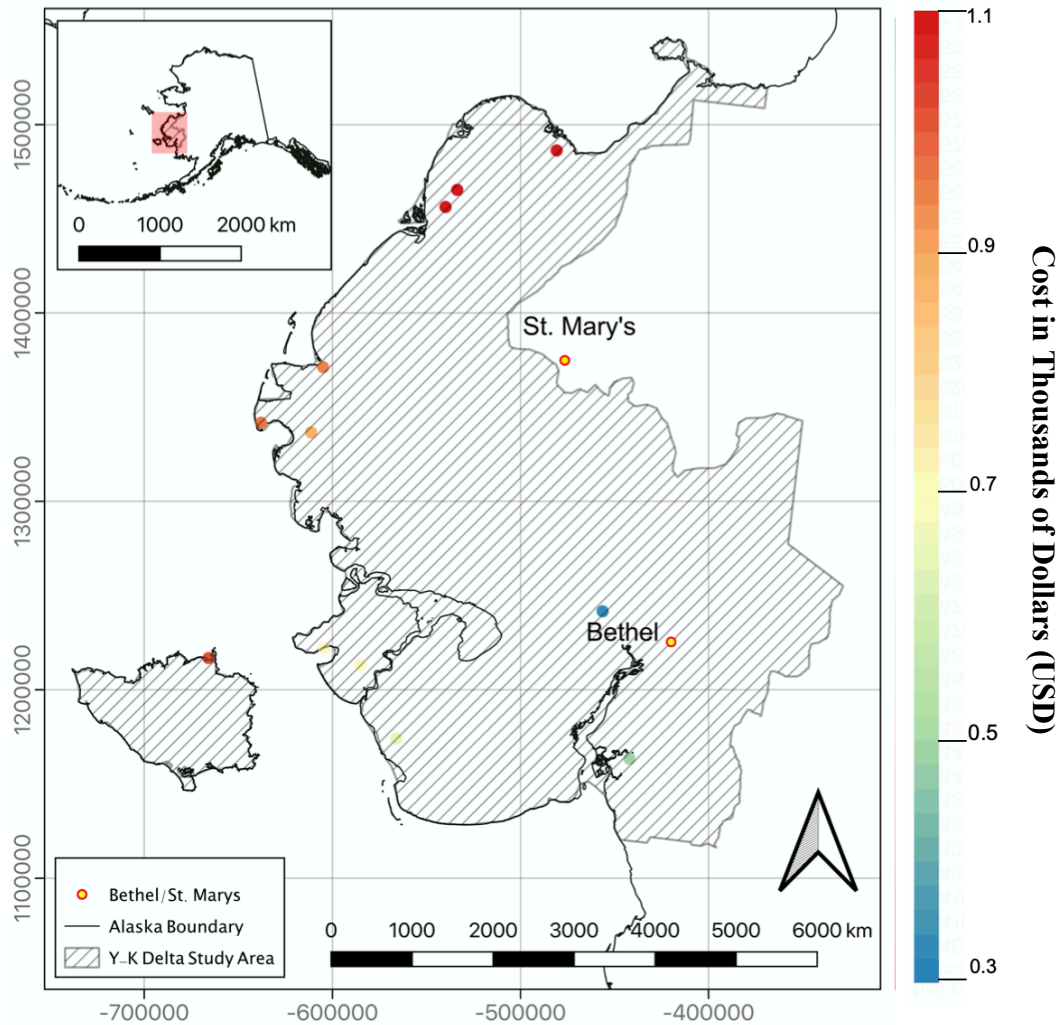 0 1000 2000 km
1500000
1400000
1300000
1200000
1100000
St. Mary's
Bethel
Bethel/St. Marys
Alaska Boundary
Y-K Delta Study Area
0 1000 2000 3000 4000 5000 6000 km
-700000 -600000 -500000 -400000
1.1
0.9
0.7
0.5
0.3
Cost in Thousands of Dollars (USD)